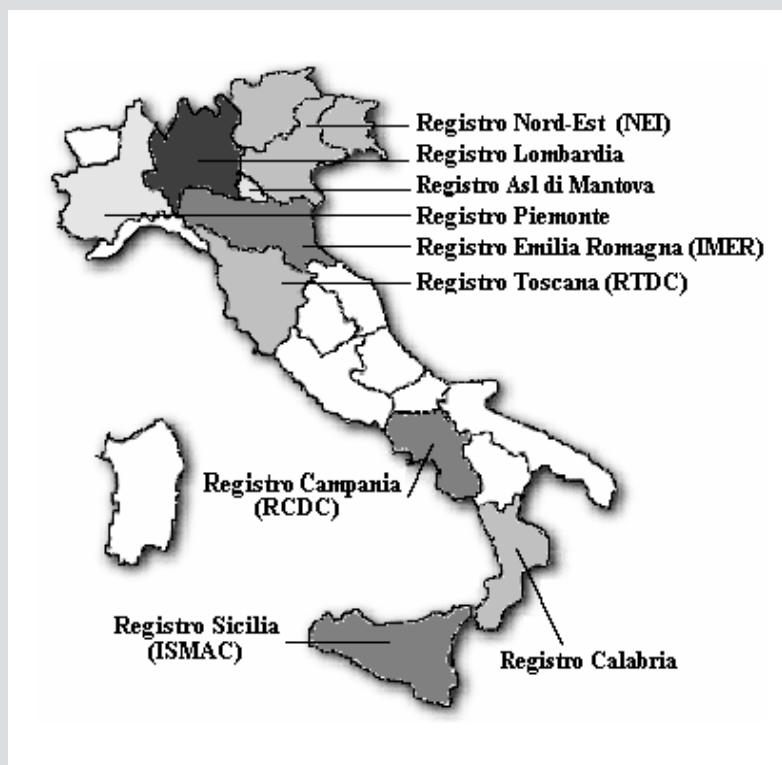 Registro Nord-Est (NEI)
Registro Lombardia
Registro Asl di Mantova
Registro Piemonte
Registro Emilia Romagna (IMER)
Registro Toscana (RTDC)
Registro Campania
(RCDC)
Registro Sicilia
(ISMAC)
Registro Calabria